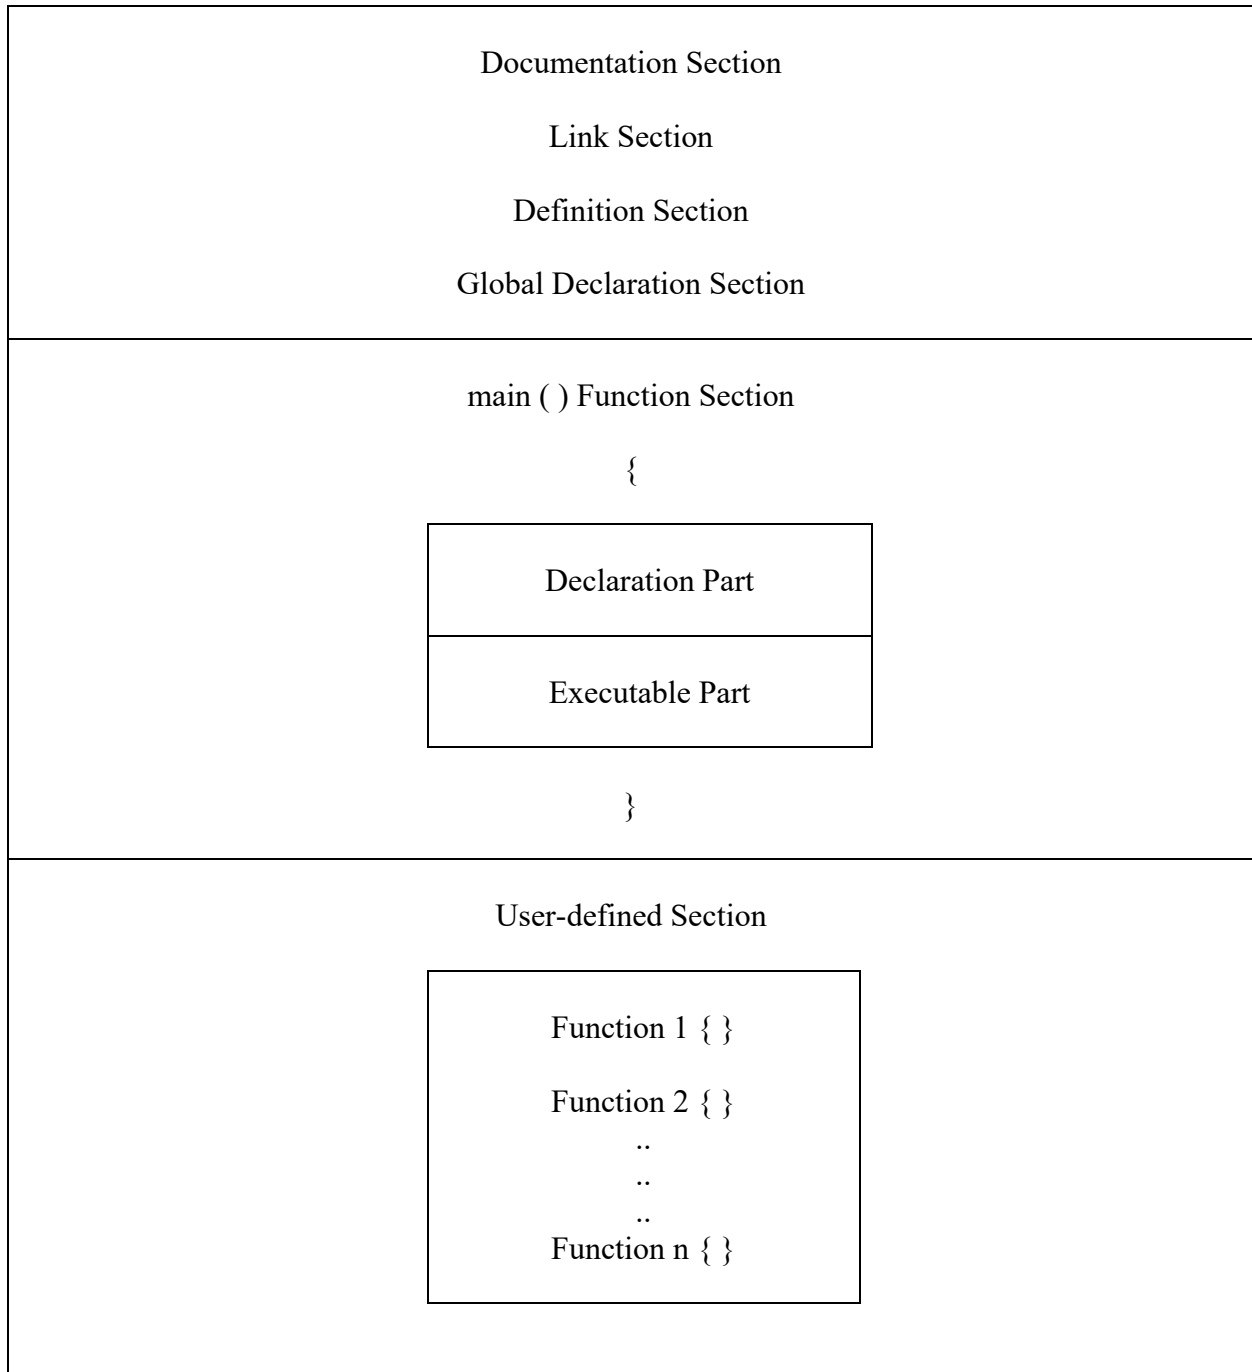 Documentation Section
Link Section
Definition Section
Global Declaration Section
main ( ) Function Section
{
Declaration Part
Executable Part
}
User-defined Section
Function 1 { }
Function 2 { }
..
..
..
Function n { }